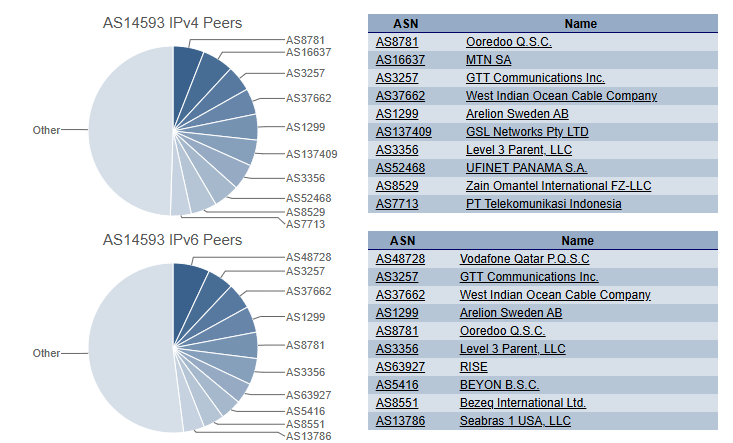 AS14593 IPv4 Peers
AS8781
AS16637
AS3257
AS37662
AS1299
AS137409
AS3356
AS52468
AS8529
AS7713
Other
ASN Name
AS8781 Ooredoo Q.S.C.
AS16637 MTN SA
AS3257 GTT Communications Inc.
AS37662 West Indian Ocean Cable Company
AS1299 Arelion Sweden AB
AS137409 GSL Networks Pty LTD
AS3356 Level 3 Parent, LLC
AS52468 UFINET PANAMA S.A.
AS8529 Zain Omantel International FZ-LLC
AS7713 PT Telekomunikasi Indonesia
AS14593 IPv6 Peers
AS48728
AS3257
AS37662
AS1299
AS8781
AS3356
AS63927
AS5416
AS8551
AS13786
Other
ASN Name
AS48728 Vodafone Qatar P.Q.S.C
AS3257 GTT Communications Inc.
AS37662 West Indian Ocean Cable Company
AS1299 Arelion Sweden AB
AS8781 Ooredoo Q.S.C.
AS3356 Level 3 Parent, LLC
AS63927 RISE
AS5416 BEYON B.S.C.
AS8551 Bezeq International Ltd.
AS13786 Seabras 1 USA, LLC